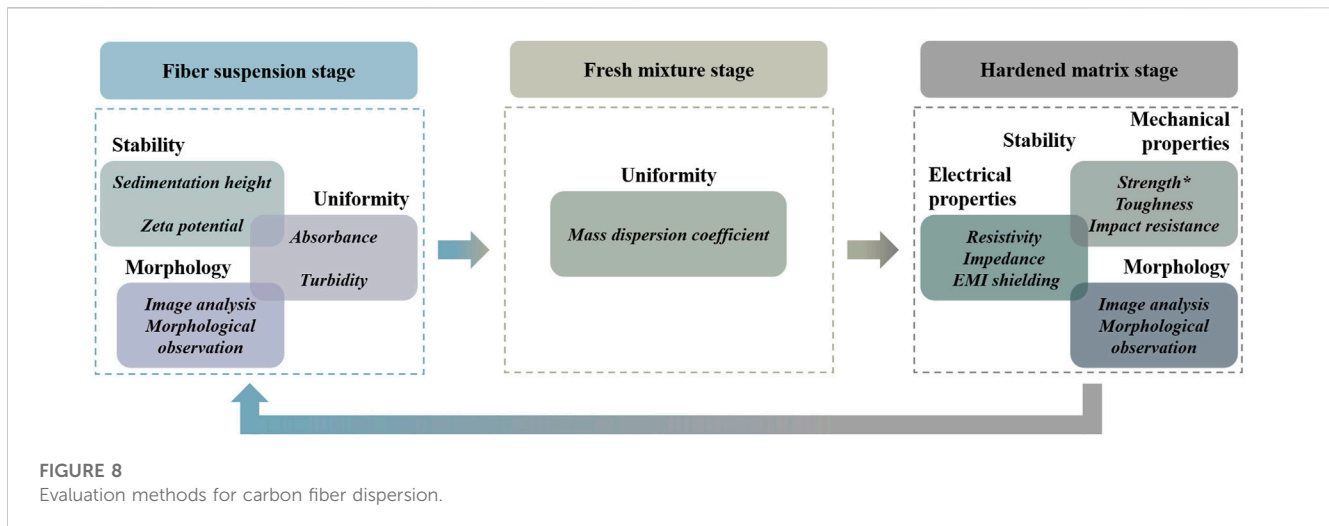 Fiber suspension stage
Stability
Sedimentation height
Zeta potential
Uniformity
Absorbance
Turbidity
Morphology
Image analysis
Morphological
observation
Fresh mixture stage
Uniformity
Mass dispersion coefficient
Hardened matrix stage
Stability
Mechanical
properties
Strength*
Toughness
Impact resistance
Electrical
properties
Resistivity
Impedance
EMI shielding
Morphology
Image analysis
Morphological
observation
FIGURE 8
Evaluation methods for carbon fiber dispersion.